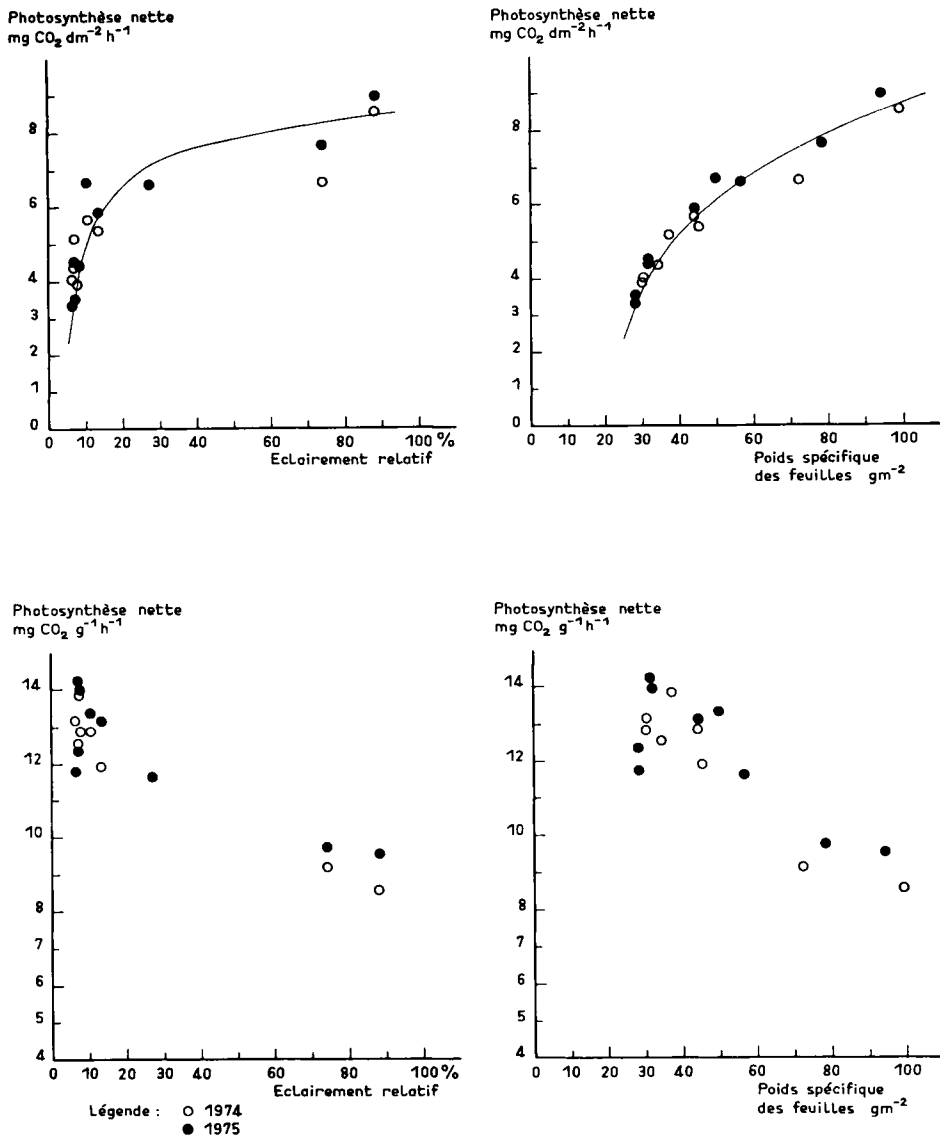 Photosynthèse nette
mg CO₂ dm⁻² h⁻¹
8
6
4
3
2
1
0
0 10 20 40 60 80 100 %
Eclairement relatif
Photosynthèse nette
mg CO₂ dm⁻² h⁻¹
8
6
4
3
2
1
0
0 10 20 30 40 60 80 100
Poids spécifique
des feuilles gm⁻²
Photosynthèse nette
mg CO₂ g⁻¹ h⁻¹
14
12
10
8
7
6
4
0 10 20 40 60 80 100 %
Eclairement relatif
Légende : ○ 1974
● 1975
Photosynthèse nette
mg CO₂ g⁻¹ h⁻¹
14
12
10
8
7
6
4
0 10 20 40 60 80 100
Poids spécifique
des feuilles gm⁻²